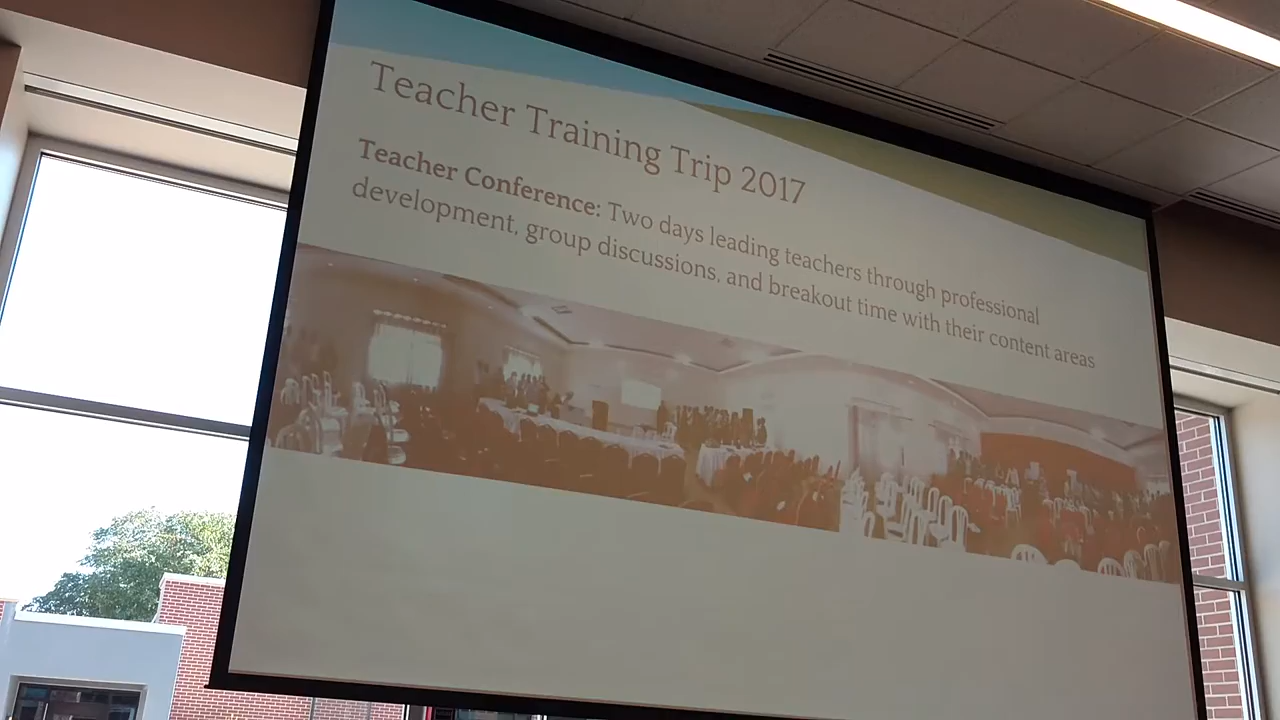 Teacher Training Trip 2017
Teacher Conference: Two days leading teachers through professional
development, group discussions, and breakout time with their content areas